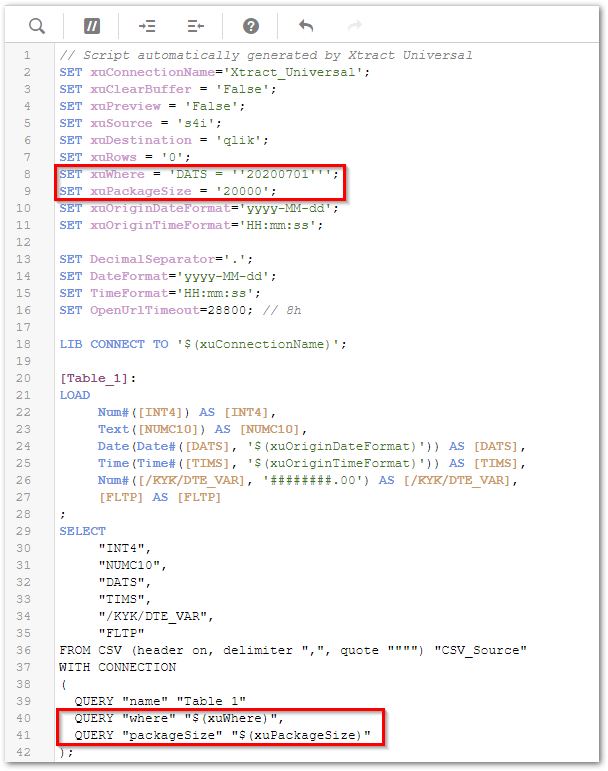 1 // Script automatically generated by Xtract Universal
2 SET xuConnectionName='Xtract_Universal';
3 SET xuClearBuffer = 'False';
4 SET xuPreview = 'False';
5 SET xuSource = 's4i';
6 SET xuDestination = 'qlik';
7 SET xuRows = '0';
8 SET xuWhere = 'DATS = ''20200701''';
9 SET xuPackageSize = '20000';
10 SET xuOriginDateFormat='yyyy-MM-dd';
11 SET xuOriginTimeFormat='HH:mm:ss';
12
13 SET DecimalSeparator='.';
14 SET DateFormat='yyyy-MM-dd';
15 SET TimeFormat='HH:mm:ss';
16 SET OpenUrlTimeout=28800; // 8h
17
18 LIB CONNECT TO '$(xuConnectionName)';
19
20 [Table_1]:
21 LOAD
22 Num#([INT4]) AS [INT4],
23 Text([NUMC10]) AS [NUMC10],
24 Date(Date#([DATS], '$(xuOriginDateFormat)')) AS [DATS],
25 Time(Time#([TIMS], '$(xuOriginTimeFormat)')) AS [TIMS],
26 Num#([/KYK/DTE_VAR], '########.00') AS [/KYK/DTE_VAR],
27 [FLTP] AS [FLTP]
28 ;
29 SELECT
30 "INT4",
31 "NUMC10",
32 "DATS",
33 "TIMS",
34 "/KYK/DTE_VAR",
35 "FLTP"
36 FROM CSV (header on, delimiter ",", quote """") "CSV_Source"
37 WITH CONNECTION
38 (
39 QUERY "name" "Table 1"
40 QUERY "where" "$(xuWhere)",
41 QUERY "packageSize" "$(xuPackageSize)"
42 );